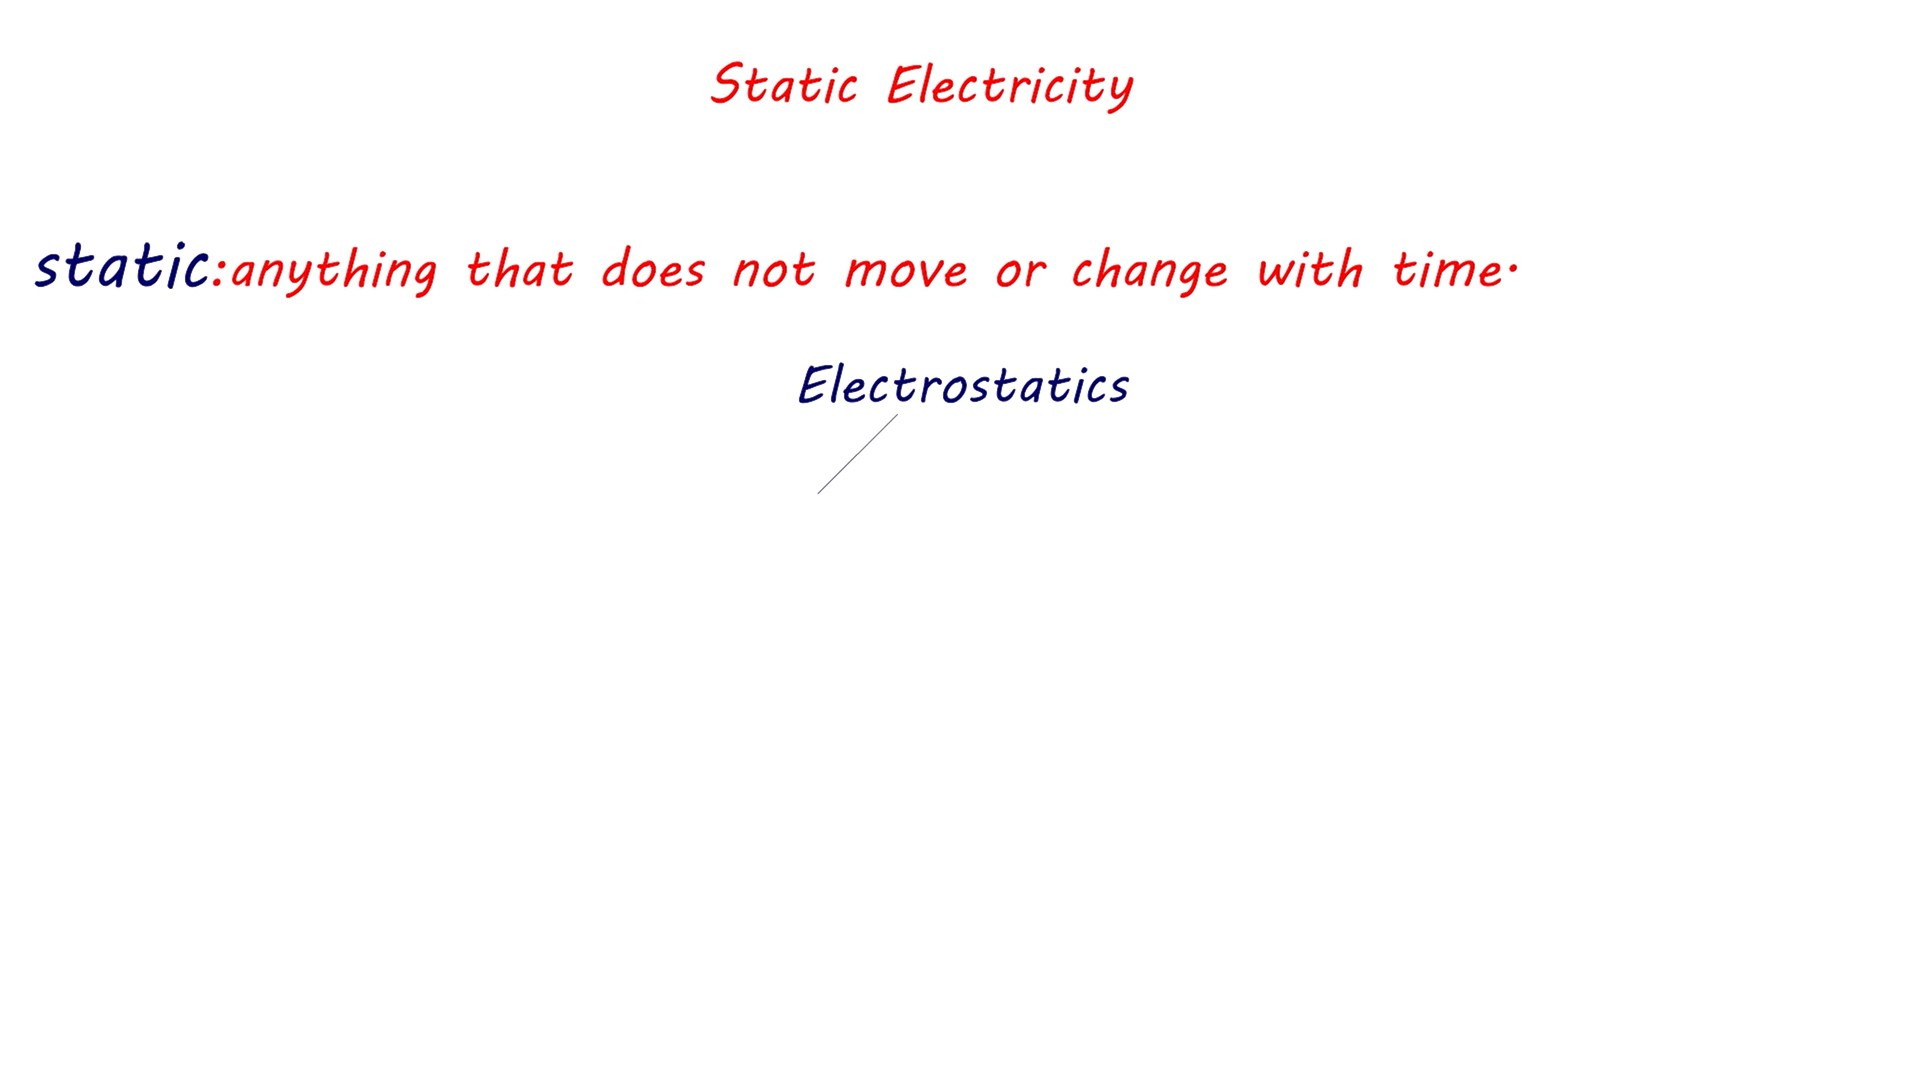 Static Electricity
static:anything that does not move or change with time.
Electrostatics